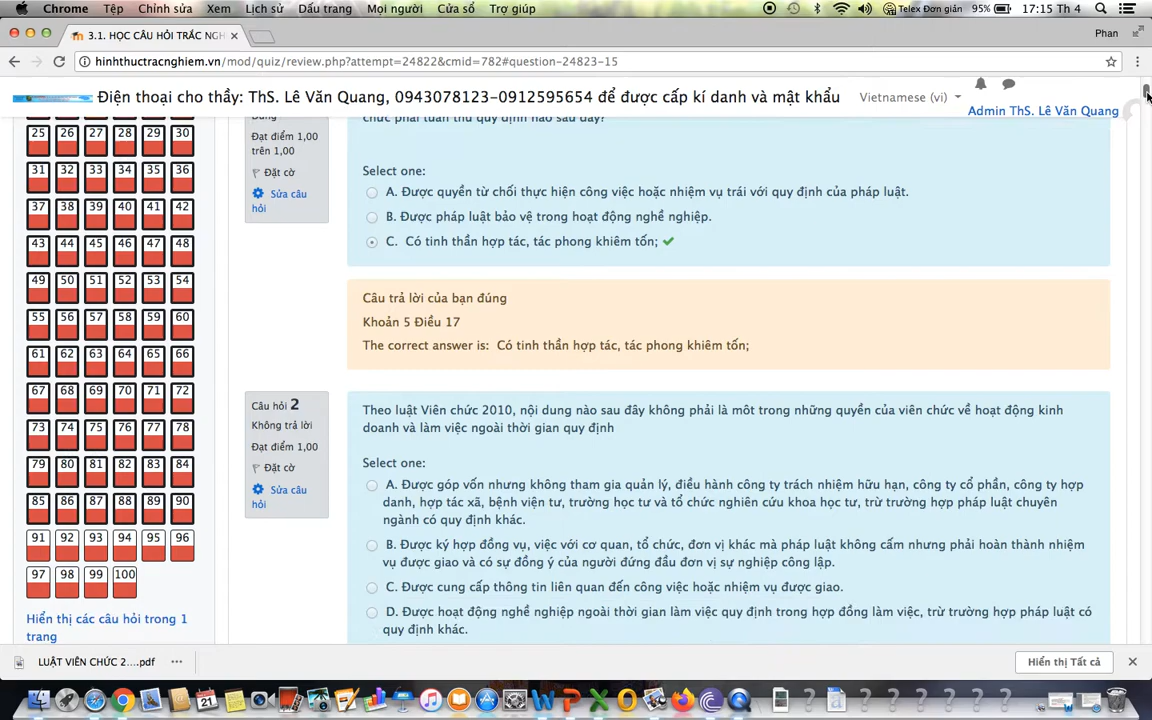 Chrome Tệp Chỉnh sửa Xem Lịch sử Dấu trang Mọi người Cửa sổ Trợ giúp Telex Đơn giản 95% 17:15 Th 4
3.1. HỌC CÂU HỎI TRẮC NGH Phan
hinhthuctracnghiem.vn/mod/quiz/review.php?attempt=24822&cmid=782#question-24823-15
Điện thoại cho thầy: ThS. Lê Văn Quang, 0943078123-0912595654 để được cấp kí danh và mật khẩu Vietnamese (vi)
Admin ThS. Lê Văn Quang
25 26 27 28 29 30
31 32 33 34 35 36
37 38 39 40 41 42
43 44 45 46 47 48
49 50 51 52 53 54
55 56 57 58 59 60
61 62 63 64 65 66
67 68 69 70 71 72
73 74 75 76 77 78
79 80 81 82 83 84
85 86 87 88 89 90
91 92 93 94 95 96
97 98 99 100
Hiển thị các câu hỏi trong 1
trang
Đúng
Đạt điểm 1,00
trên 1,00
Đặt cờ
Sửa câu
hỏi
chức phải tuân thủ quy định nào sau đây?
Select one:
A. Được quyền từ chối thực hiện công việc hoặc nhiệm vụ trái với quy định của pháp luật.
B. Được pháp luật bảo vệ trong hoạt động nghề nghiệp.
C. Có tinh thần hợp tác, tác phong khiêm tốn;
Câu trả lời của bạn đúng
Khoản 5 Điều 17
The correct answer is: Có tinh thần hợp tác, tác phong khiêm tốn;
Câu hỏi 2
Không trả lời
Đạt điểm 1,00
Đặt cờ
Sửa câu
hỏi
Theo luật Viên chức 2010, nội dung nào sau đây không phải là môt trong những quyền của viên chức về hoạt động kinh
doanh và làm việc ngoài thời gian quy định
Select one:
A. Được góp vốn nhưng không tham gia quản lý, điều hành công ty trách nhiệm hữu hạn, công ty cổ phần, công ty hợp
danh, hợp tác xã, bệnh viện tư, trường học tư và tổ chức nghiên cứu khoa học tư, trừ trường hợp pháp luật chuyên
ngành có quy định khác.
B. Được ký hợp đồng vụ, việc với cơ quan, tổ chức, đơn vị khác mà pháp luật không cấm nhưng phải hoàn thành nhiệm
vụ được giao và có sự đồng ý của người đứng đầu đơn vị sự nghiệp công lập.
C. Được cung cấp thông tin liên quan đến công việc hoặc nhiệm vụ được giao.
D. Được hoạt động nghề nghiệp ngoài thời gian làm việc quy định trong hợp đồng làm việc, trừ trường hợp pháp luật có
quy định khác.
LUẬT VIÊN CHỨC 2....pdf
Hiển thị Tất cả